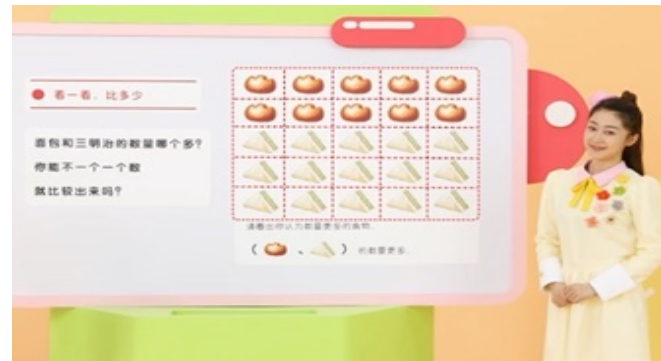 看一看，比多少
面包和三明治的数量哪个多？
你能不一个一个数
就比较出来吗？
请圈出你认为数量更多的食物。
（ 、 ）的数量更多。